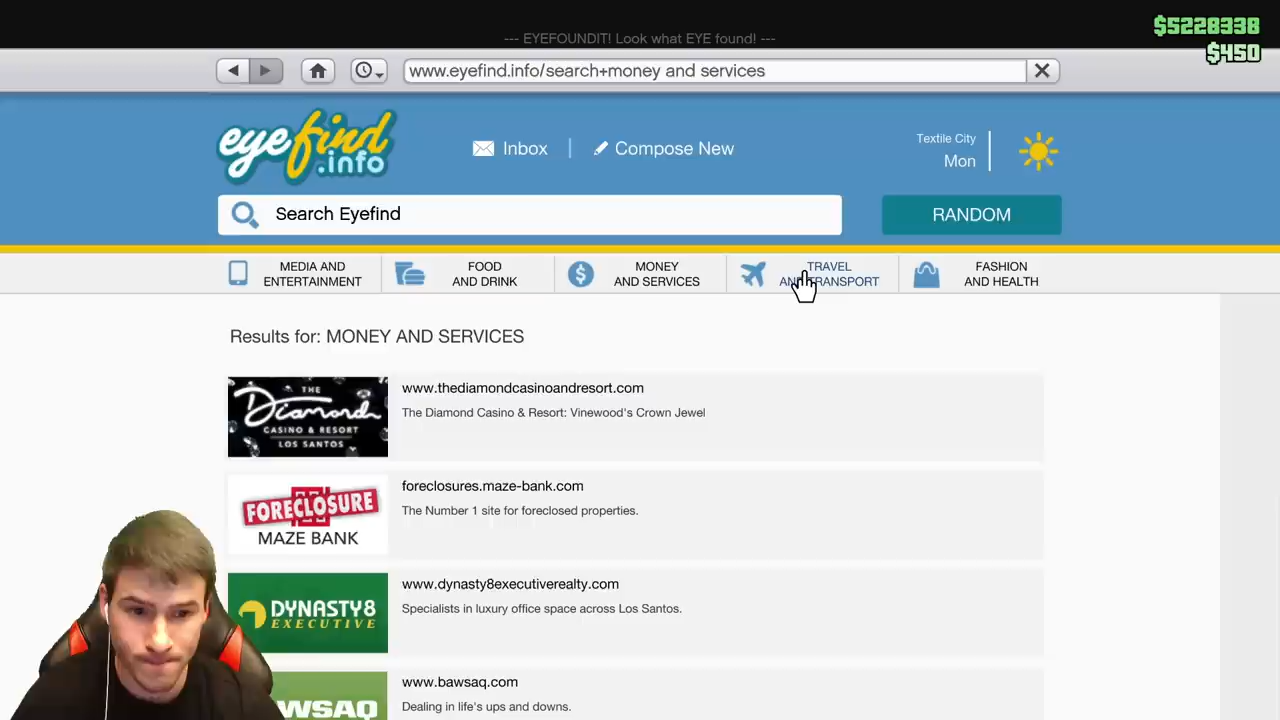 $5228338
--- EYEFOUNDIT! Look what EYE found! ---
$450
www.eyefind.info/search+money and services
eyefind
.info
Inbox
Compose New
Textile City
Mon
Search Eyefind
RANDOM
MEDIA AND
ENTERTAINMENT
FOOD
AND DRINK
MONEY
AND SERVICES
TRAVEL
AND TRANSPORT
FASHION
AND HEALTH
Results for: MONEY AND SERVICES
THE
Diamond
CASINO & RESORT
LOS SANTOS
www.thediamondcasinoandresort.com
The Diamond Casino & Resort: Vinewood's Crown Jewel
FORECLOSURE
MAZE BANK
foreclosures.maze-bank.com
The Number 1 site for foreclosed properties.
DYNASTY8
EXECUTIVE
www.dynasty8executiverealty.com
Specialists in luxury office space across Los Santos.
WSAQ
www.bawsaq.com
Dealing in life's ups and downs.